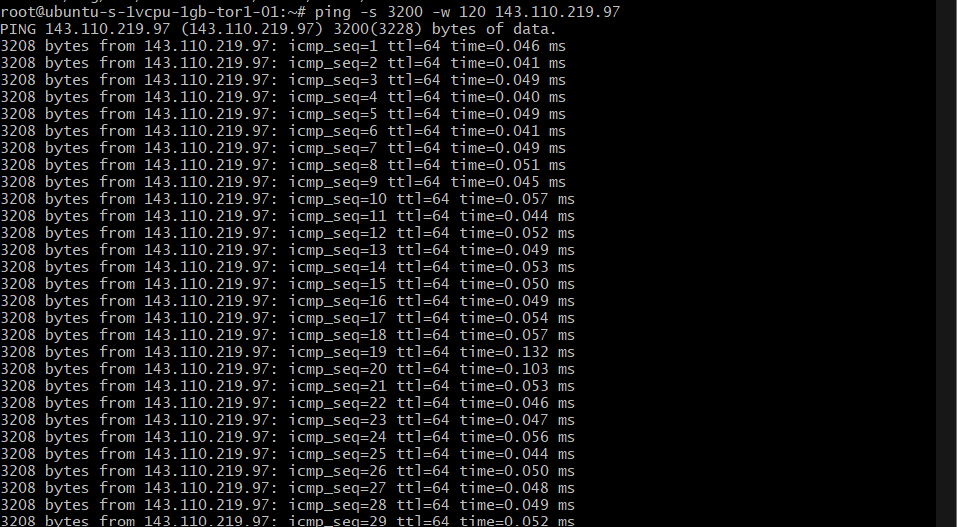 root@ubuntu-s-1vcpu-1gb-tor1-01:~# ping -s 3200 -w 120 143.110.219.97
PING 143.110.219.97 (143.110.219.97) 3200(3228) bytes of data.
3208 bytes from 143.110.219.97: icmp_seq=1 ttl=64 time=0.046 ms
3208 bytes from 143.110.219.97: icmp_seq=2 ttl=64 time=0.041 ms
3208 bytes from 143.110.219.97: icmp_seq=3 ttl=64 time=0.049 ms
3208 bytes from 143.110.219.97: icmp_seq=4 ttl=64 time=0.040 ms
3208 bytes from 143.110.219.97: icmp_seq=5 ttl=64 time=0.049 ms
3208 bytes from 143.110.219.97: icmp_seq=6 ttl=64 time=0.041 ms
3208 bytes from 143.110.219.97: icmp_seq=7 ttl=64 time=0.049 ms
3208 bytes from 143.110.219.97: icmp_seq=8 ttl=64 time=0.051 ms
3208 bytes from 143.110.219.97: icmp_seq=9 ttl=64 time=0.045 ms
3208 bytes from 143.110.219.97: icmp_seq=10 ttl=64 time=0.057 ms
3208 bytes from 143.110.219.97: icmp_seq=11 ttl=64 time=0.044 ms
3208 bytes from 143.110.219.97: icmp_seq=12 ttl=64 time=0.052 ms
3208 bytes from 143.110.219.97: icmp_seq=13 ttl=64 time=0.049 ms
3208 bytes from 143.110.219.97: icmp_seq=14 ttl=64 time=0.053 ms
3208 bytes from 143.110.219.97: icmp_seq=15 ttl=64 time=0.050 ms
3208 bytes from 143.110.219.97: icmp_seq=16 ttl=64 time=0.049 ms
3208 bytes from 143.110.219.97: icmp_seq=17 ttl=64 time=0.054 ms
3208 bytes from 143.110.219.97: icmp_seq=18 ttl=64 time=0.057 ms
3208 bytes from 143.110.219.97: icmp_seq=19 ttl=64 time=0.132 ms
3208 bytes from 143.110.219.97: icmp_seq=20 ttl=64 time=0.103 ms
3208 bytes from 143.110.219.97: icmp_seq=21 ttl=64 time=0.053 ms
3208 bytes from 143.110.219.97: icmp_seq=22 ttl=64 time=0.046 ms
3208 bytes from 143.110.219.97: icmp_seq=23 ttl=64 time=0.047 ms
3208 bytes from 143.110.219.97: icmp_seq=24 ttl=64 time=0.056 ms
3208 bytes from 143.110.219.97: icmp_seq=25 ttl=64 time=0.044 ms
3208 bytes from 143.110.219.97: icmp_seq=26 ttl=64 time=0.050 ms
3208 bytes from 143.110.219.97: icmp_seq=27 ttl=64 time=0.048 ms
3208 bytes from 143.110.219.97: icmp_seq=28 ttl=64 time=0.049 ms
3208 bytes from 143.110.219.97: icmp_seq=29 ttl=64 time=0.052 ms